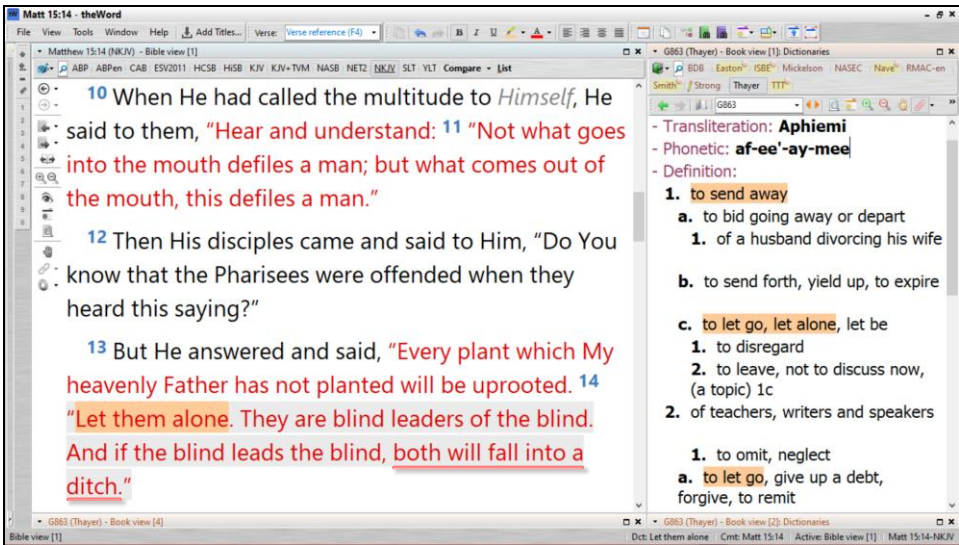 Matt 15:14 - theWord
File View Tools Window Help Add Titles... Verse: Verse reference (F4) B I U A
Matthew 15:14 (NKJV) - Bible view [1]
ABP ABPen CAB ESV2011 HCSB HiSB KJV KJV+TVM NASB NET2 NKJV SLT YLT Compare List
10 When He had called the multitude to Himself, He
said to them, “Hear and understand: 11 “Not what goes
into the mouth defiles a man; but what comes out of
the mouth, this defiles a man.”
12 Then His disciples came and said to Him, “Do You
know that the Pharisees were offended when they
heard this saying?”
13 But He answered and said, “Every plant which My
heavenly Father has not planted will be uprooted. 14
“Let them alone. They are blind leaders of the blind.
And if the blind leads the blind, both will fall into a
ditch.”
G863 (Thayer) - Book view [4]
G863 (Thayer) - Book view [1]: Dictionaries
BDB Easton ISBE Mickelson NASEC Nave RMAC-en
Smith Strong Thayer TTT
G863
- Transliteration: Aphiemi
- Phonetic: af-ee'-ay-mee
- Definition:
1. to send away
a. to bid going away or depart
1. of a husband divorcing his wife
b. to send forth, yield up, to expire
c. to let go, let alone, let be
1. to disregard
2. to leave, not to discuss now,
(a topic) 1c
2. of teachers, writers and speakers
1. to omit, neglect
a. to let go, give up a debt,
forgive, to remit
G863 (Thayer) - Book view [2]: Dictionaries
Bible view [1] Dct: Let them alone Cmt: Matt 15:14 Active: Bible view [1] Matt 15:14-NKJV